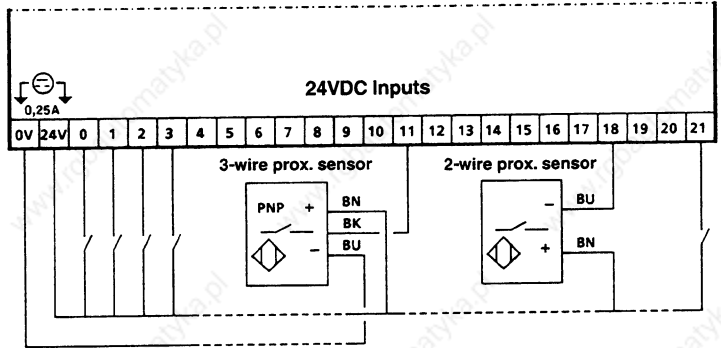 0,25A
24VDC Inputs
0V 24V 0 1 2 3 4 5 6 7 8 9 10 11 12 13 14 15 16 17 18 19 20 21
3-wire prox. sensor
2-wire prox. sensor
PNP + BN
BK
- BU
- BU
+ BN